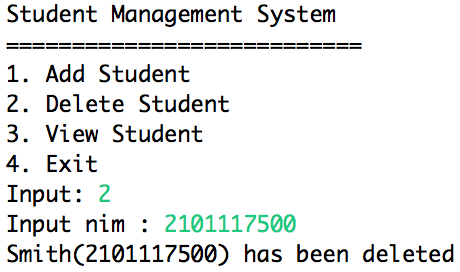 Student Management System
===========================
1. Add Student
2. Delete Student
3. View Student
4. Exit
Input: 2
Input nim : 2101117500
Smith(2101117500) has been deleted